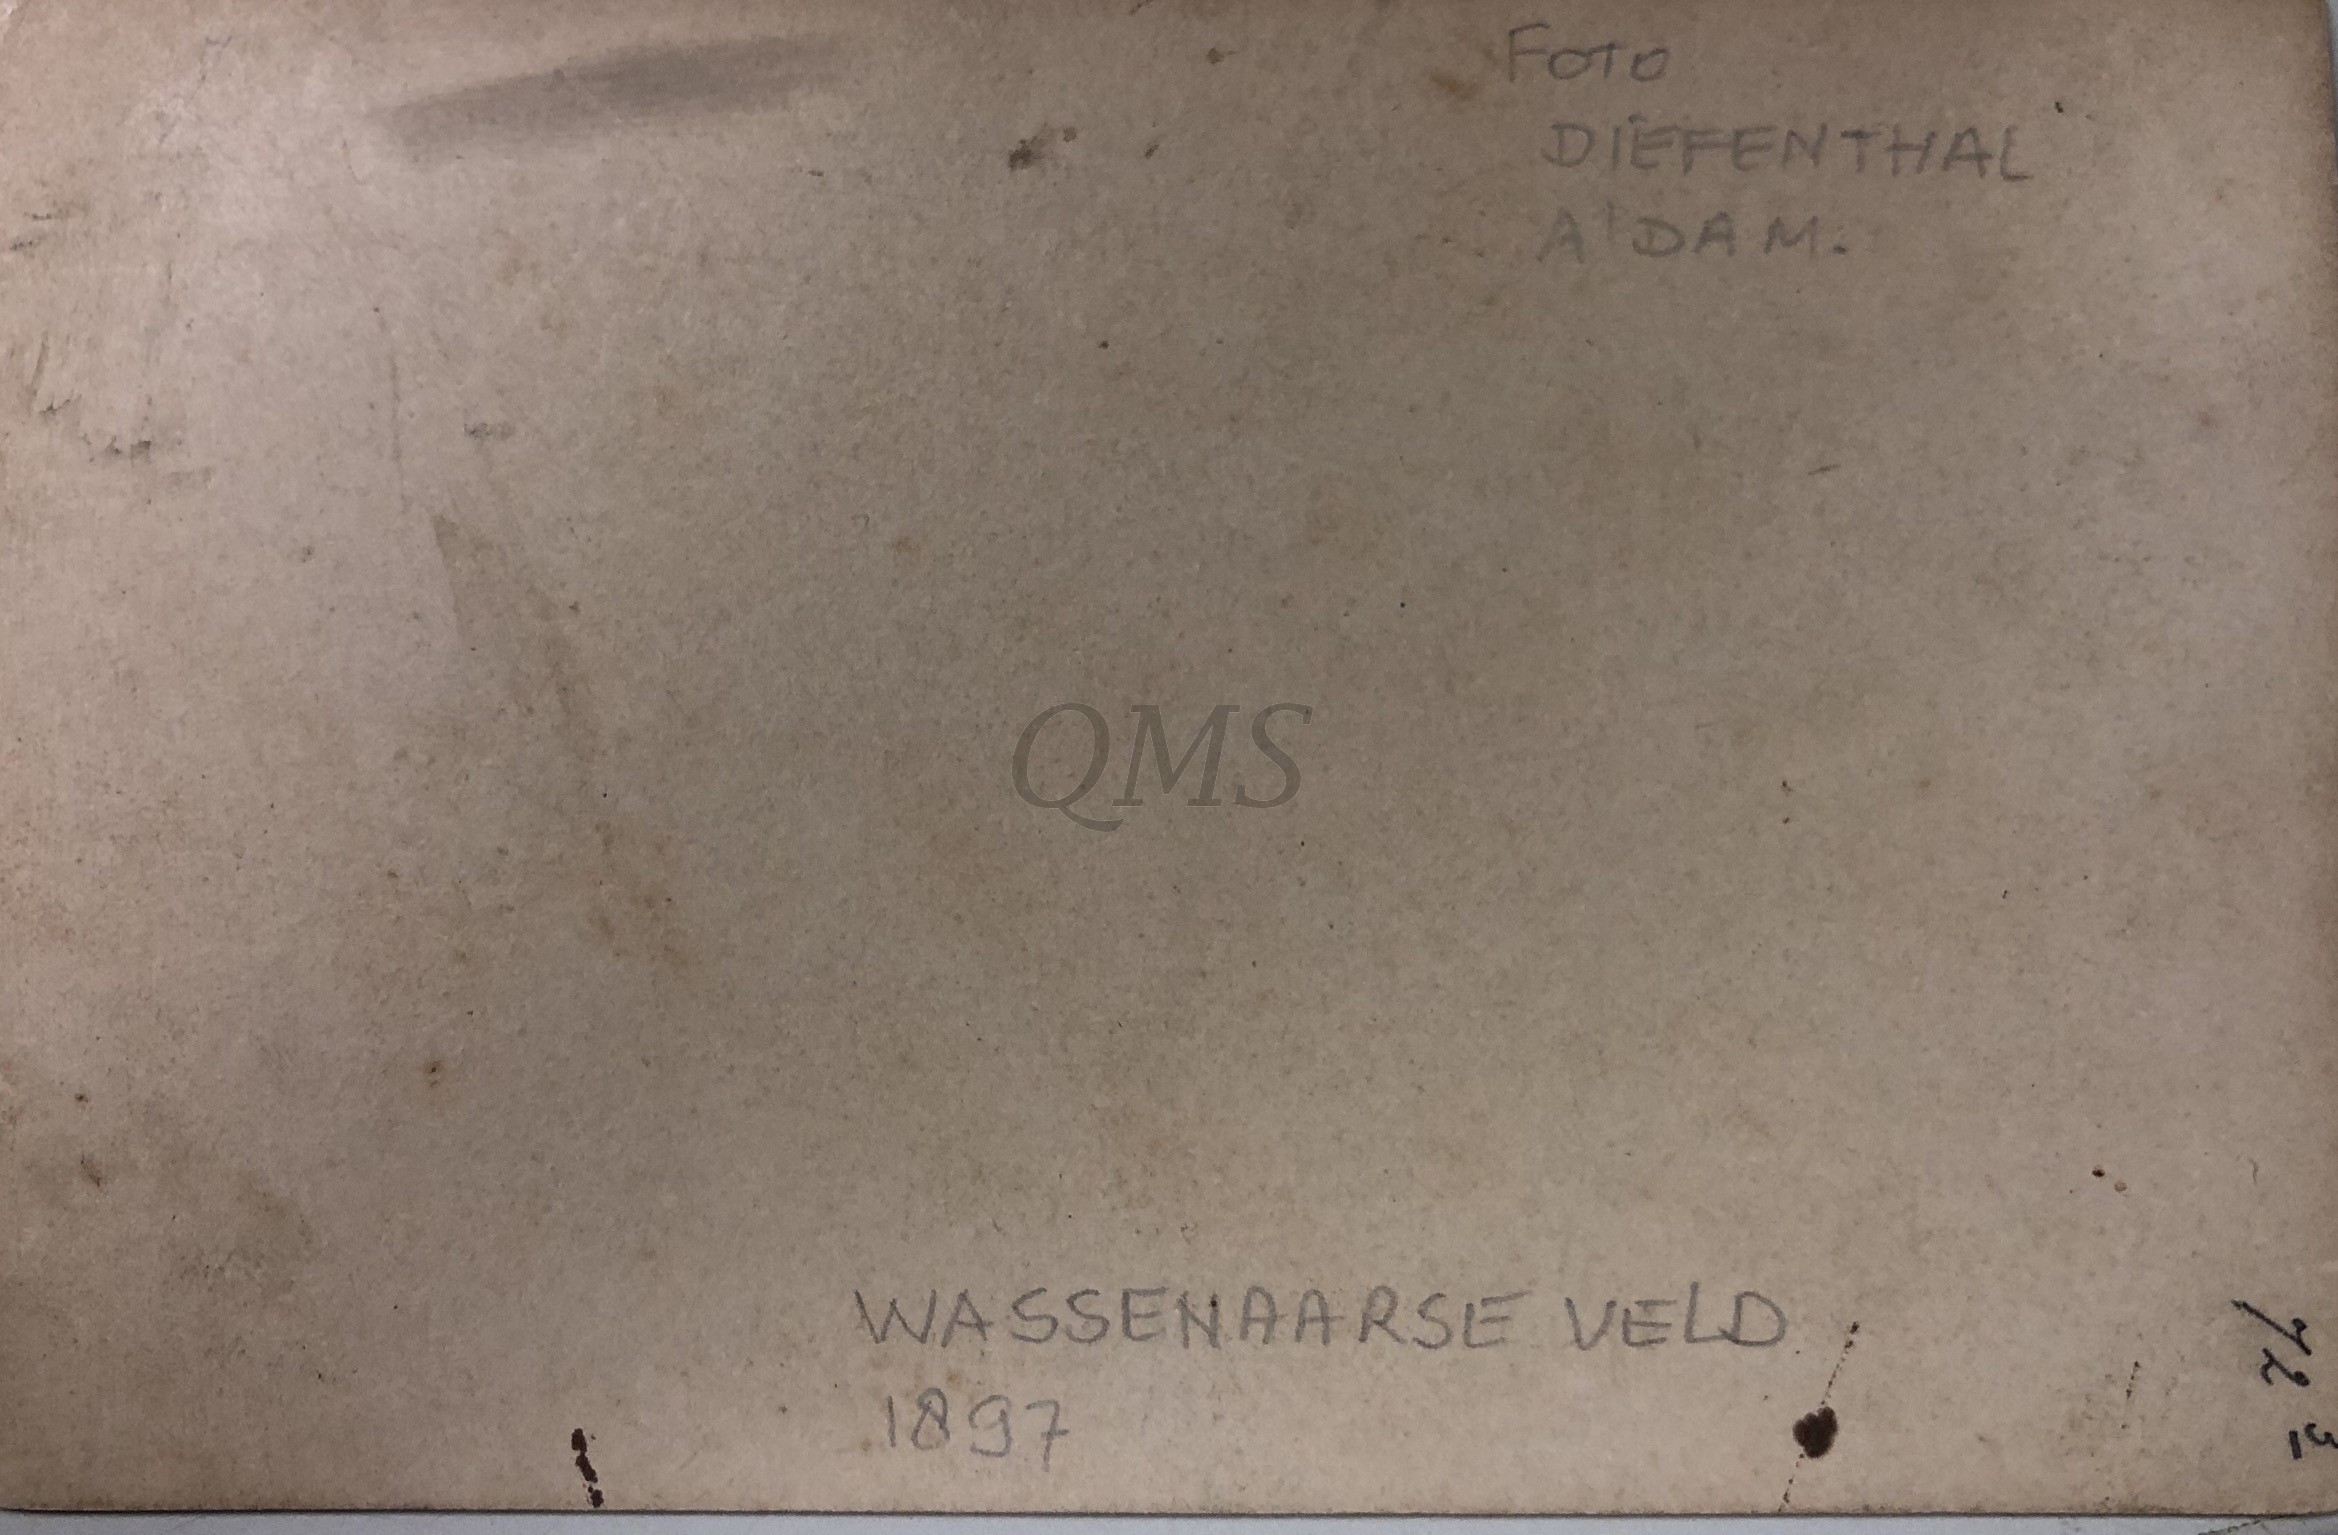 FOTO
DIEFENTHAL
A'DAM.
QMS
WASSENAARSE VELD
1897